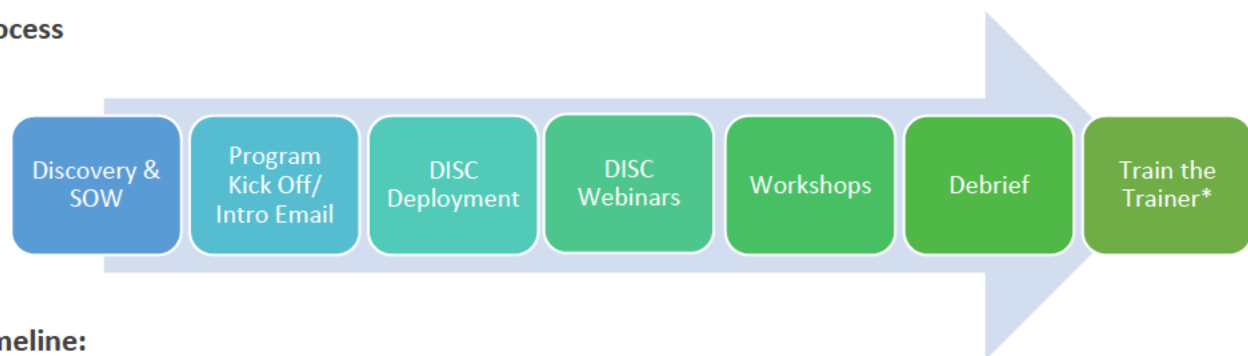 ocess
Discovery &
SOW
Program
Kick Off/
Intro Email
DISC
Deployment
DISC
Webinars
Workshops
Debrief
Train the
Trainer*
meline: